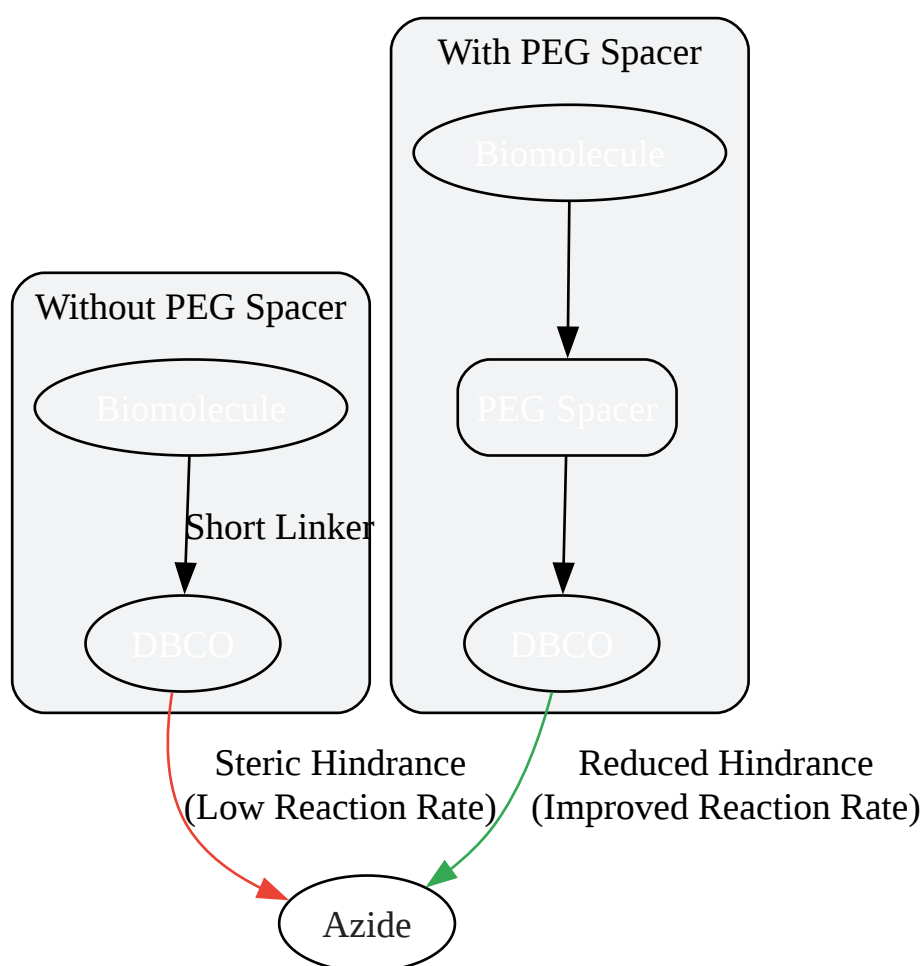 With PEG Spacer
Biomolecule
PEG Spacer
DBCO
Without PEG Spacer
Biomolecule
Short Linker
DBCO
Steric Hindrance
(Low Reaction Rate)
Reduced Hindrance
(Improved Reaction Rate)
Azide